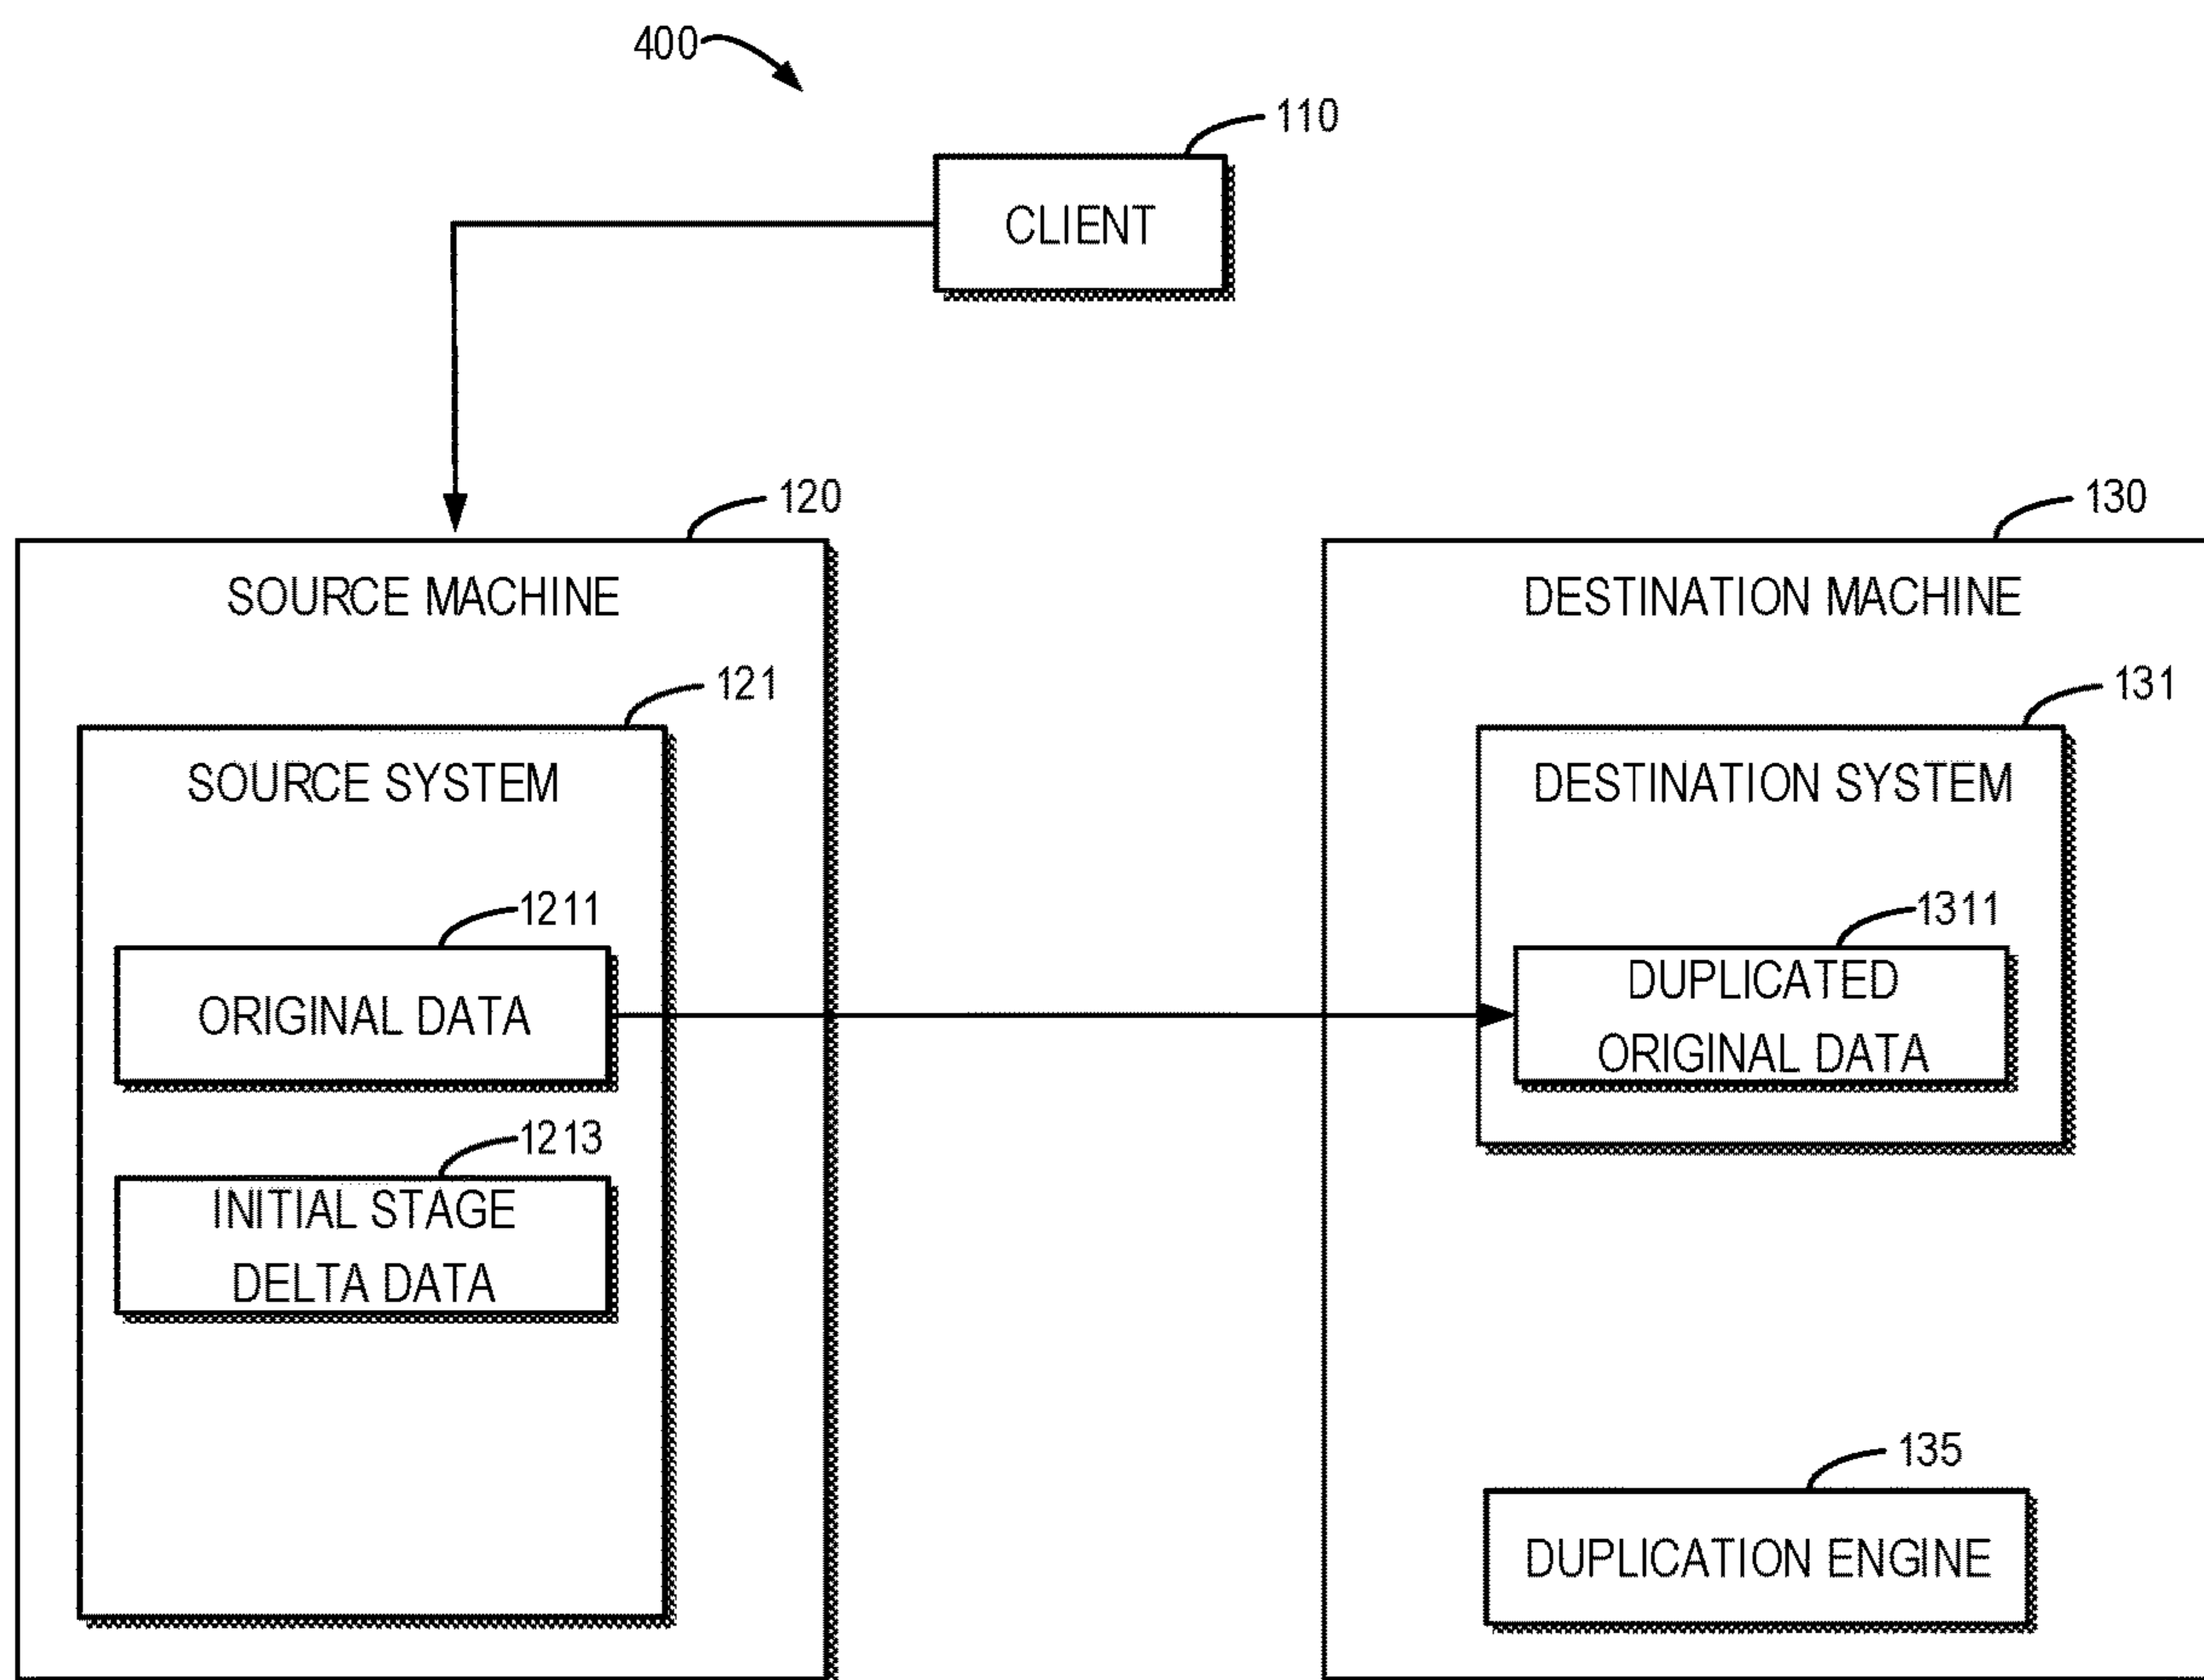 400
110
CLIENT
120
130
SOURCE MACHINE
DESTINATION MACHINE
121
131
SOURCE SYSTEM
DESTINATION SYSTEM
1211
1311
ORIGINAL DATA
DUPLICATED
ORIGINAL DATA
1213
INITIAL STAGE
DELTA DATA
135
DUPLICATION ENGINE